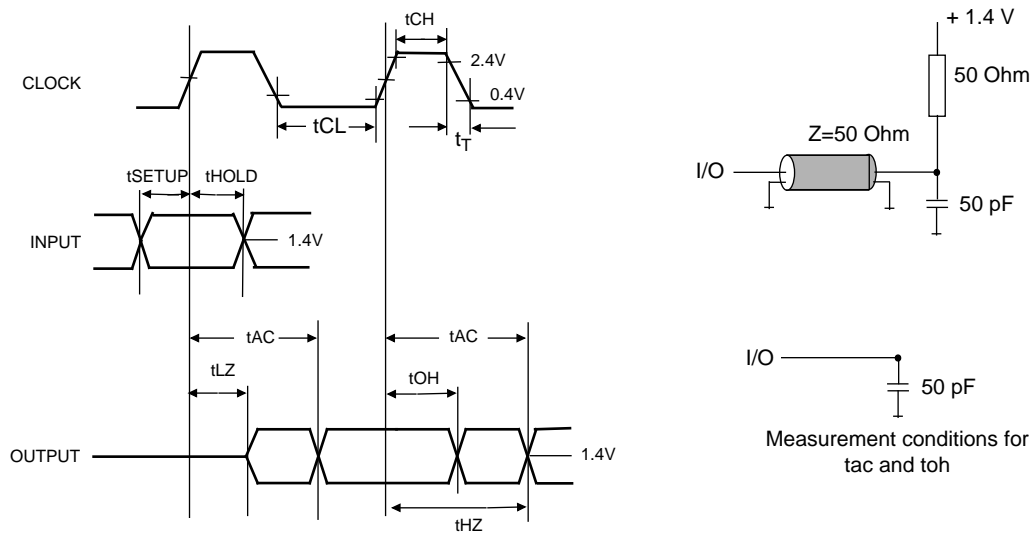 tCH
+ 1.4 V
2.4V
CLOCK
50 Ohm
0.4V
tCL
tT
Z=50 Ohm
tSETUP
tHOLD
I/O
50 pF
INPUT
1.4V
tAC
tAC
I/O
tLZ
tOH
50 pF
Measurement conditions for
tac and toh
OUTPUT
1.4V
tHZ